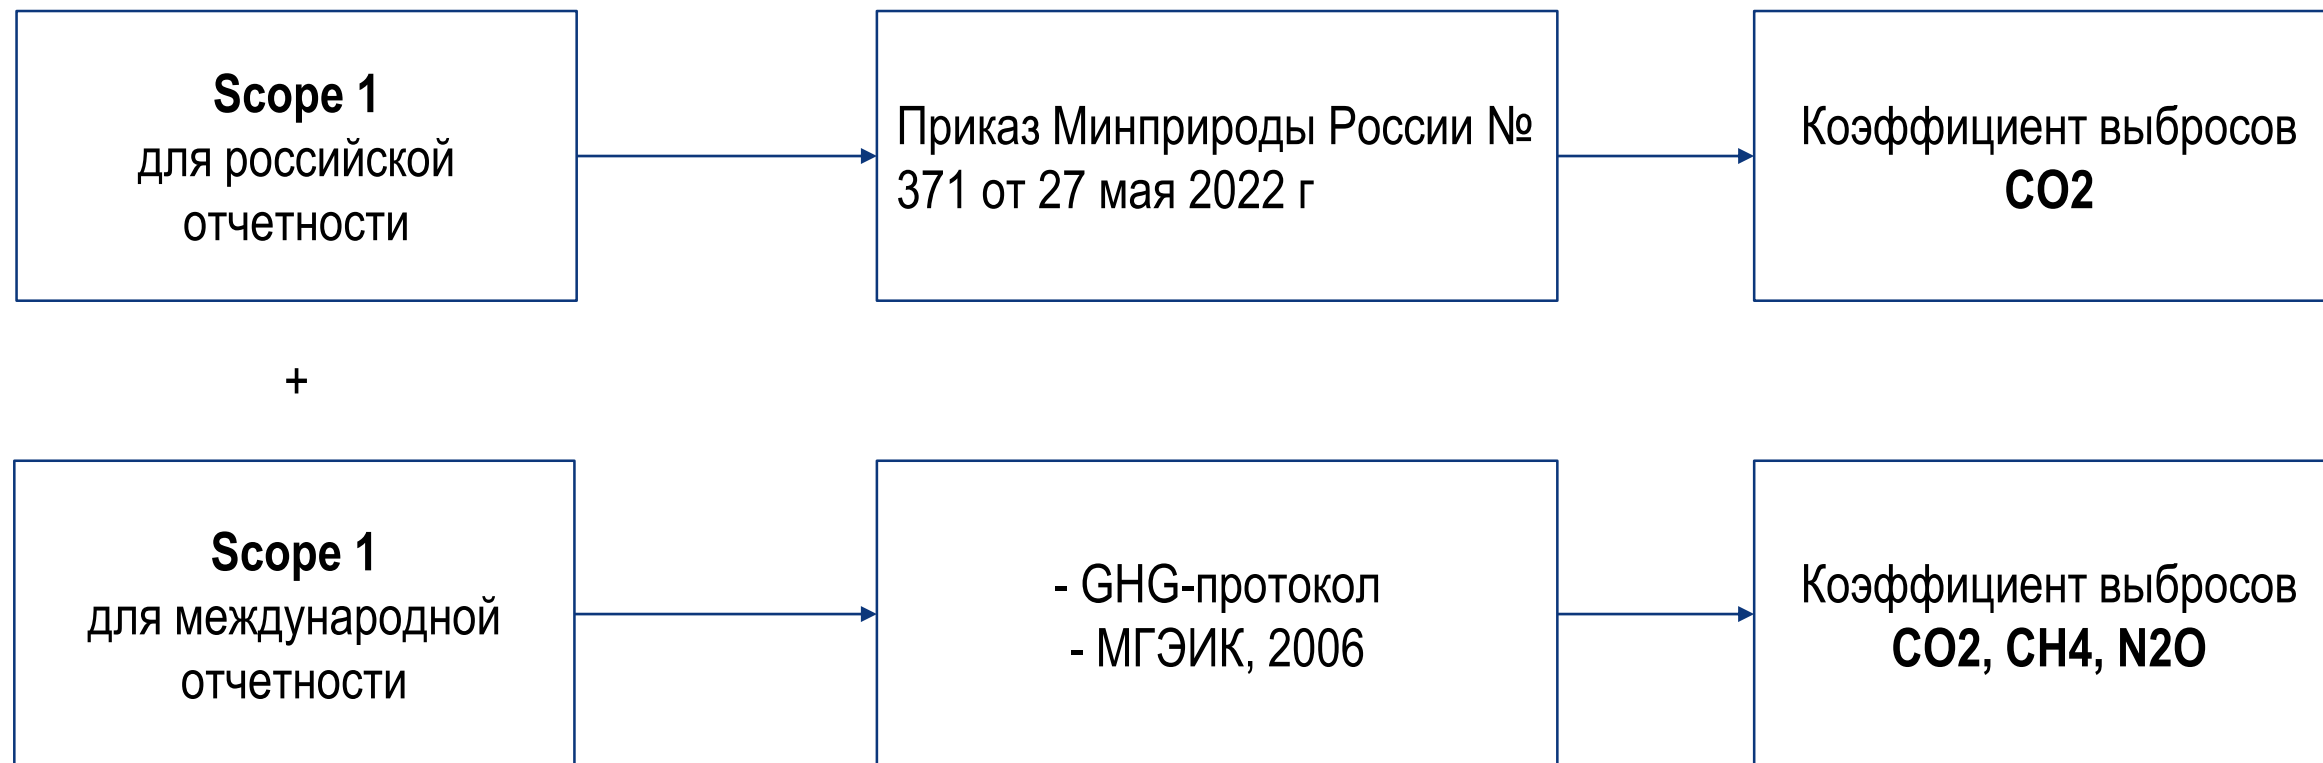 Scope 1
для российской
отчетности
Приказ Минприроды России №
371 от 27 мая 2022 г
Коэффициент выбросов
CO2
+
Scope 1
для международной
отчетности
- GHG-протокол
- МГЭИК, 2006
Коэффициент выбросов
CO2, CH4, N2O